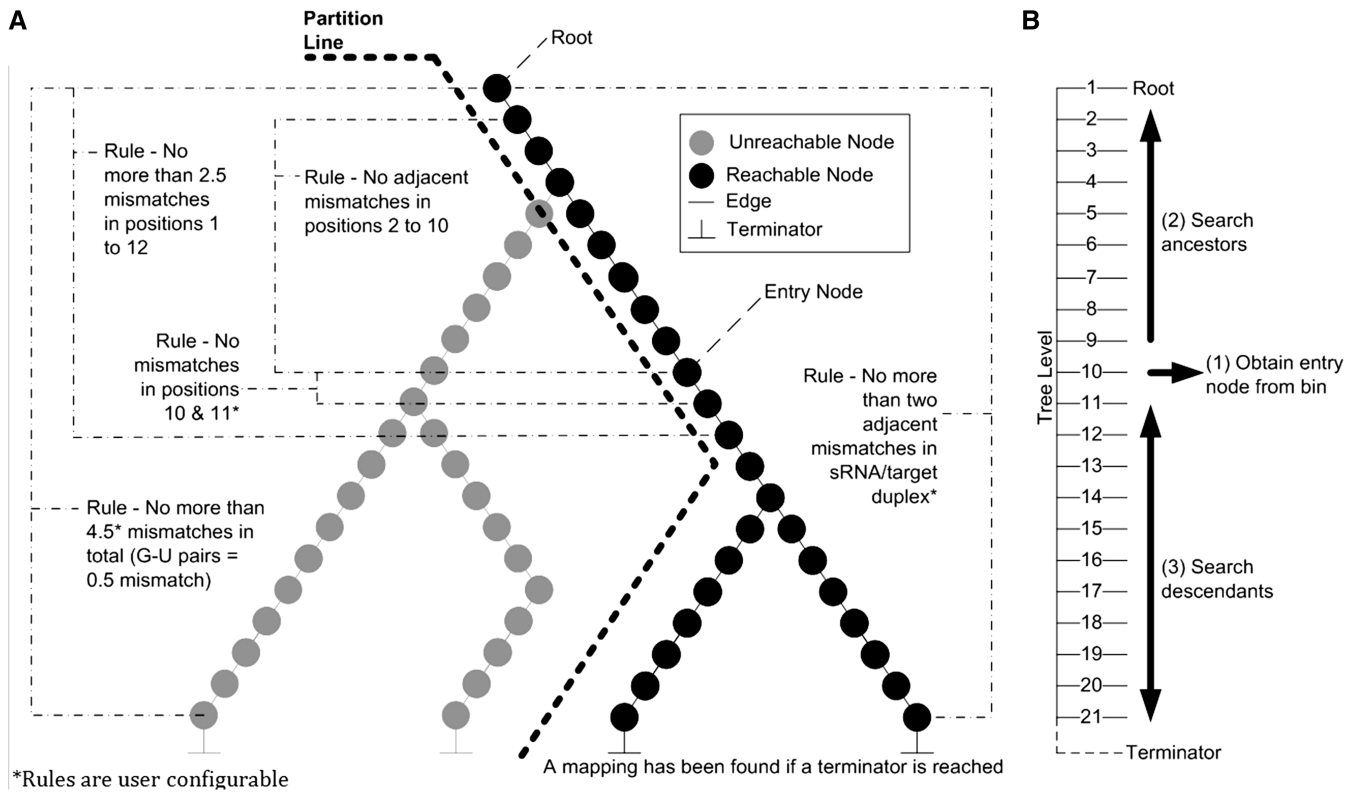 A
Partition
Line
Root
Rule - No
more than 2.5
mismatches
in positions 1
to 12
Rule - No adjacent
mismatches in
positions 2 to 10
Unreachable Node
Reachable Node
Edge
Terminator
Entry Node
Rule - No
mismatches
in positions
10 & 11*
Rule - No more
than two
adjacent
mismatches in
sRNA/target
duplex*
Rule - No more than
4.5* mismatches in
total (G-U pairs =
0.5 mismatch)
A mapping has been found if a terminator is reached
*Rules are user configurable
B
Tree Level
1 Root
2
3
4
5
6
7
8
9
10
11
12
13
14
15
16
17
18
19
20
21
Terminator
(2) Search
ancestors
(1) Obtain entry
node from bin
(3) Search
descendants